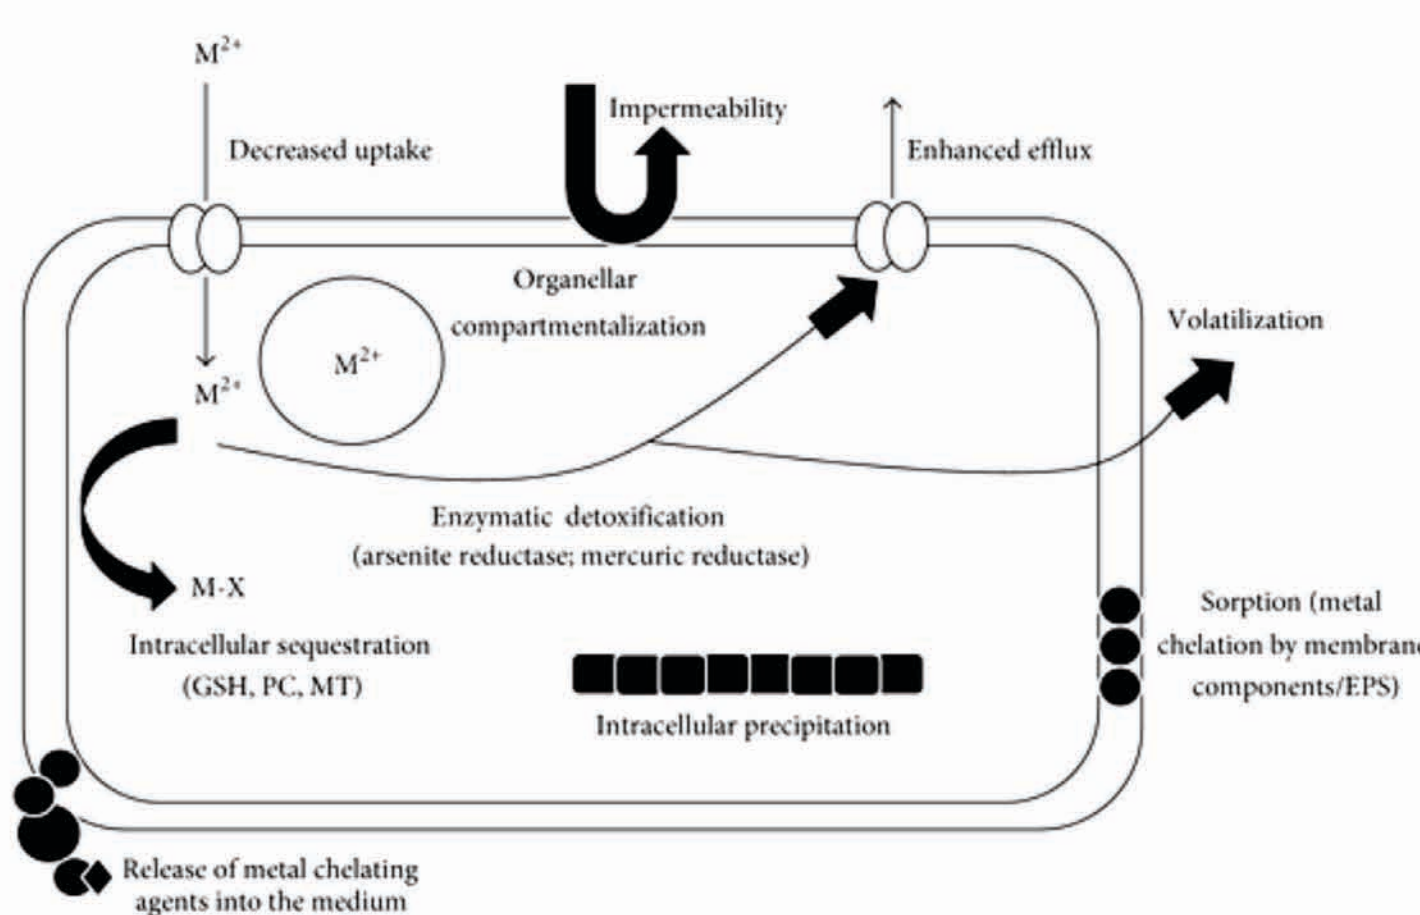 M²⁺
Impermeability
Decreased uptake
Enhanced efflux
Organellar
compartmentalization
Volatilization
M²⁺
M²⁺
Enzymatic detoxification
(arsenite reductase; mercuric reductase)
M-X
Intracellular sequestration
(GSH, PC, MT)
Sorption (metal
chelation by membran
components/EPS)
Intracellular precipitation
Release of metal chelating
agents into the medium